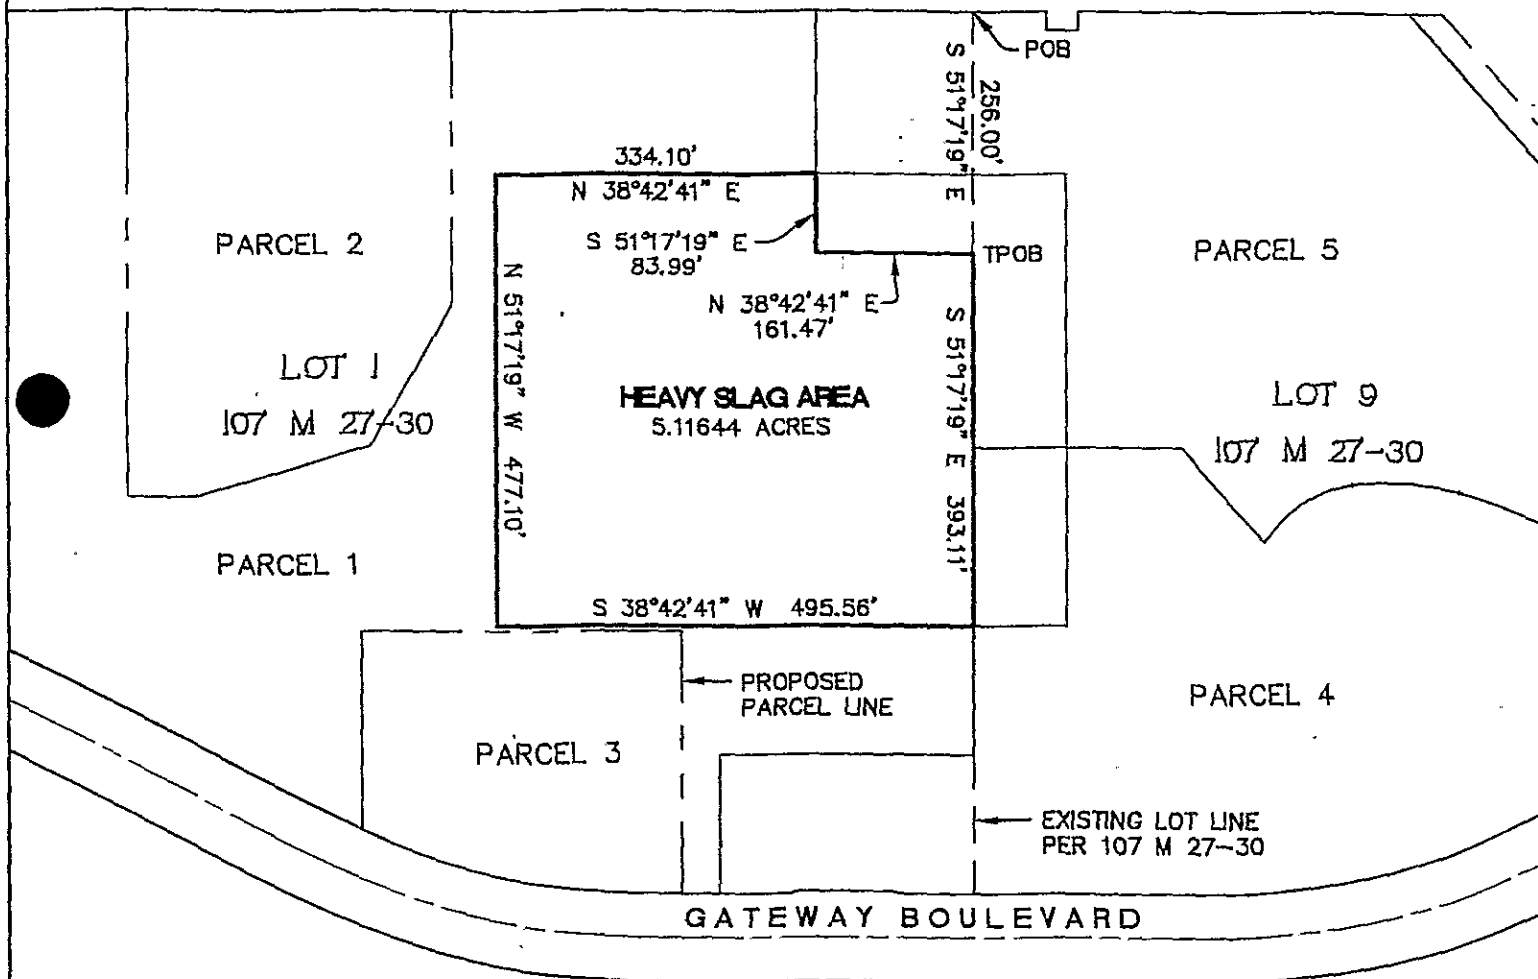 POB
S 51°17'19" E
256.00'
334.10'
N 38°42'41" E
S 51°17'19" E
83.99'
N 38°42'41" E
161.47'
TPOB
PARCEL 2
PARCEL 5
N 51°17'19" W 477.10'
S 51°17'19" E 393.11'
LOT 1
107 M 27-30
HEAVY SLAG AREA
5.11644 ACRES
LOT 9
107 M 27-30
PARCEL 1
S 38°42'41" W 495.56'
PROPOSED
PARCEL LINE
PARCEL 4
PARCEL 3
EXISTING LOT LINE
PER 107 M 27-30
GATEWAY BOULEVARD